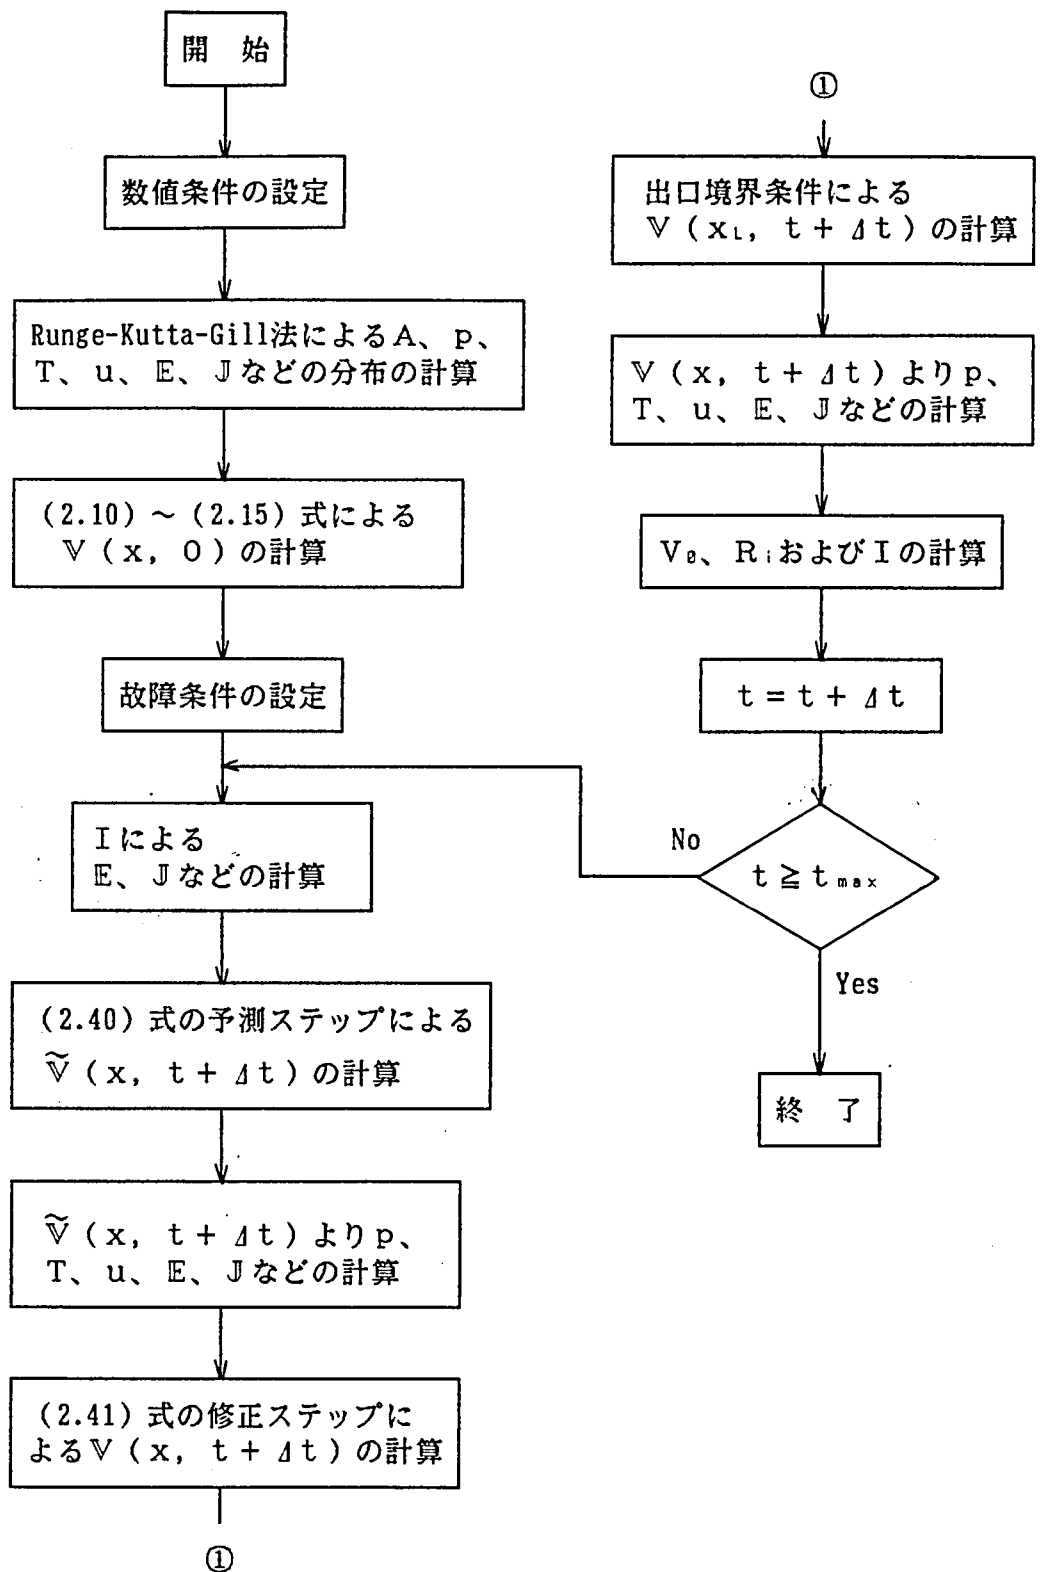 開 始
数値条件の設定
Runge-Kutta-Gill法によるA、p、
T、u、𝔼、𝕁などの分布の計算
(2.10)～(2.15)式による
𝕍(x, 0)の計算
故障条件の設定
Iによる
𝔼、𝕁などの計算
(2.40)式の予測ステップによる
𝕍̃(x, t+Δt)の計算
𝕍̃(x, t+Δt)よりp、
T、u、𝔼、𝕁などの計算
(2.41)式の修正ステップに
よる𝕍(x, t+Δt)の計算
①
①
出口境界条件による
𝕍(x_L, t+Δt)の計算
𝕍(x, t+Δt)よりp、
T、u、𝔼、𝕁などの計算
V₀、RᵢおよびIの計算
t=t+Δt
No
t≧t_max
Yes
終 了